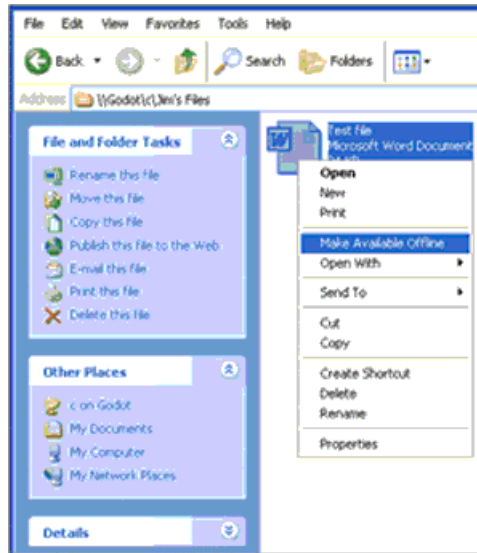 File Edit View Favorites Tools Help
Back Search Folders
Address \\Godot\c\Jim's Files
File and Folder Tasks
Rename this file
Move this file
Copy this file
Publish this file to the Web
E-mail this file
Print this file
Delete this file
Other Places
c on Godot
My Documents
My Computer
My Network Places
Details
Test file
Microsoft Word Document
Open
New
Print
Make Available Offline
Open With
Send To
Cut
Copy
Create Shortcut
Delete
Rename
Properties